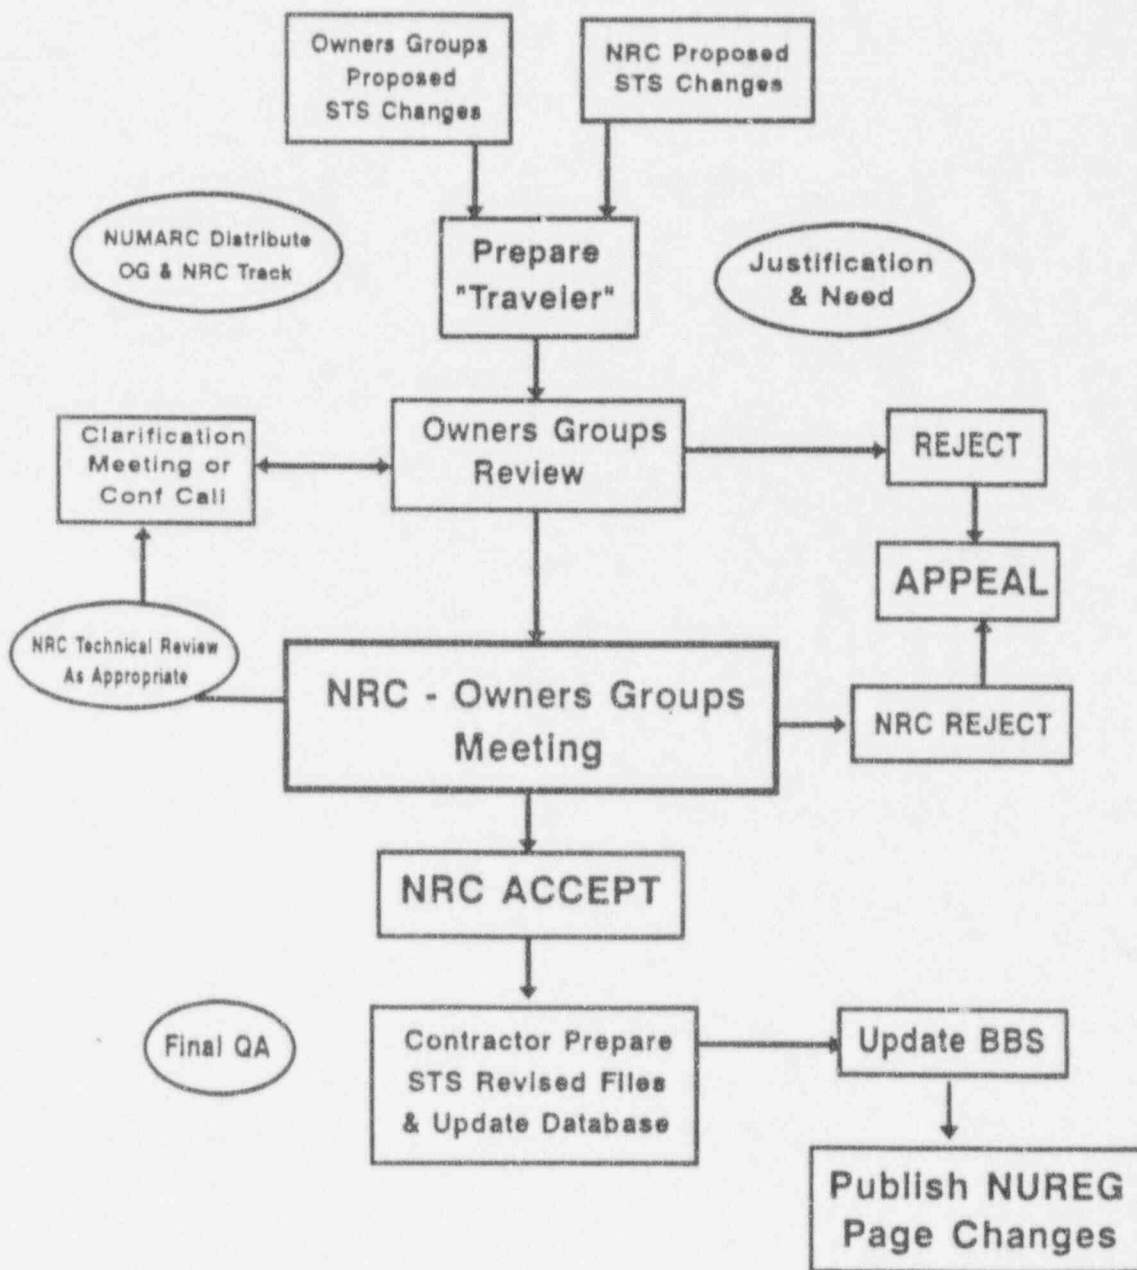 Owners Groups
Proposed
STS Changes
NRC Proposed
STS Changes
NUMARC Distribute
OG & NRC Track
Prepare
"Traveler"
Justification
& Need
Clarification
Meeting or
Conf Call
Owners Groups
Review
REJECT
APPEAL
NRC Technical Review
As Appropriate
NRC - Owners Groups
Meeting
NRC REJECT
NRC ACCEPT
Final QA
Contractor Prepare
STS Revised Files
& Update Database
Update BBS
Publish NUREG
Page Changes